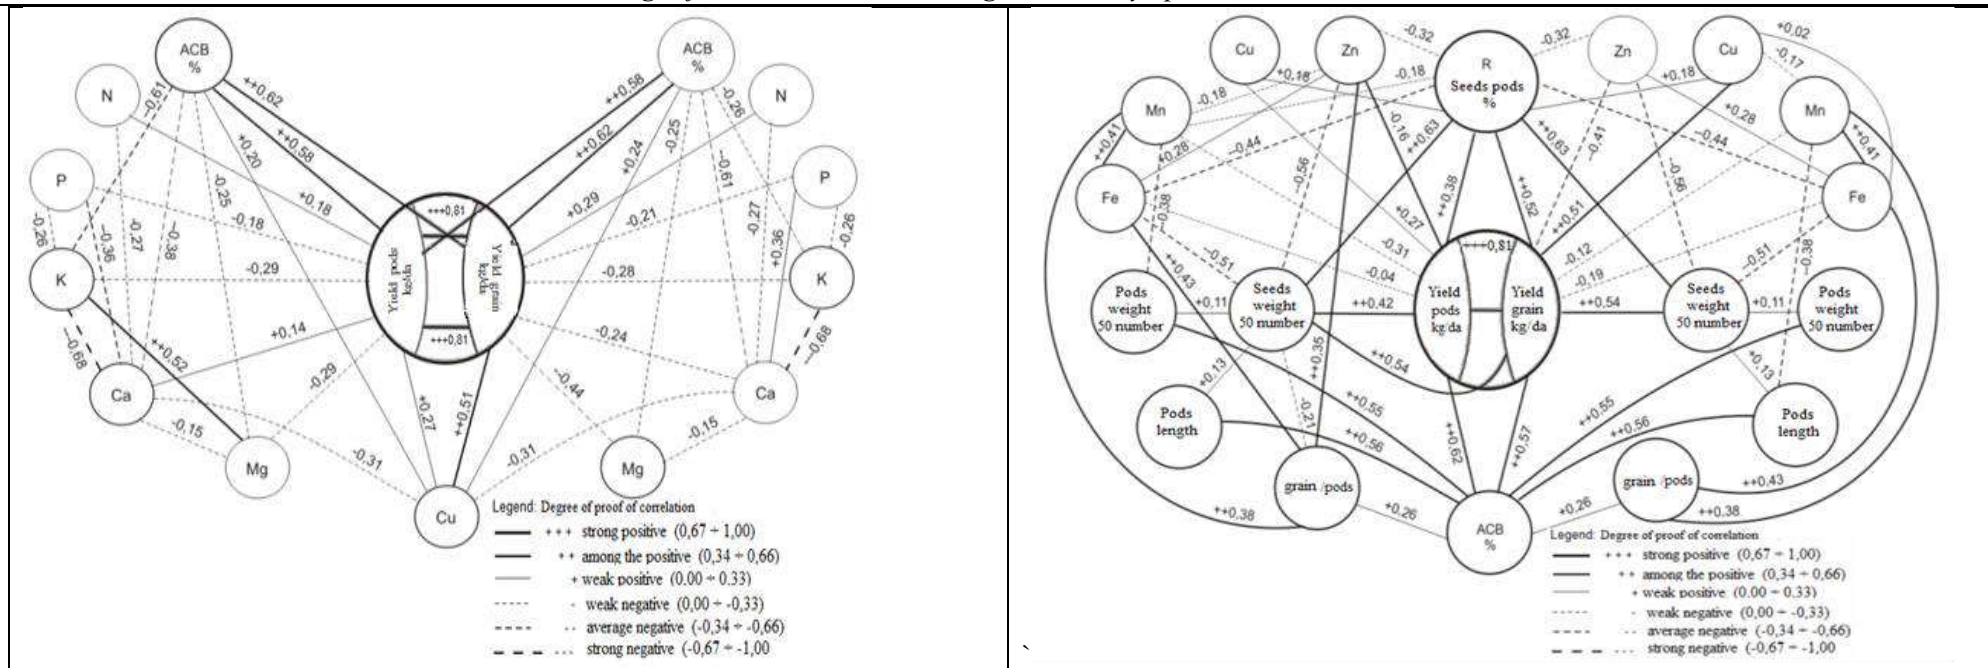 ACB
%
ACB
%
N
N
P
P
K
K
Ca
Ca
Mg
Mg
Cu
--0,61
++0,62
++0,58
+0,20
-0,25
--0,38
-0,27
--0,36
-0,26
-0,18
+0,18
-0,29
---0,68
++0,52
+0,14
-0,29
-0,15
-0,31
+0,27
++0,51
+++0,81
Yield pods
kg/da
Yield grain
kg/da
+++0,81
++0,58
++0,62
+0,24
-0,25
-0,26
--0,61
-0,27
+0,36
-0,26
+0,29
-0,21
-0,28
-0,24
---0,68
--0,44
-0,15
-0,31
Legend: Degree of proof of correlation
+++ strong positive (0,67 ÷ 1,00)
++ among the positive (0,34 ÷ 0,66)
+ weak positive (0.00 ÷ 0.33)
- weak negative (0,00 ÷ -0,33)
-- average negative (-0,34 ÷ -0,66)
--- strong negative (-0,67 ÷ -1,00
Cu
Zn
R
Seeds pods
%
Zn
Cu
Mn
Mn
Fe
Fe
-0,32
-0,32
+0,02
-0,17
+0,18
-0,18
+0,18
-0,18
++0,41
+0,28
--0,44
--0,56
-0,16
++0,63
++0,63
--0,41
+0,28
--0,44
++0,41
--0,38
--0,51
-0,31
-0,04
+0,27
++0,38
++0,52
++0,51
-0,12
-0,19
--0,56
--0,51
--0,38
++0,43
+++0,81
Pods
weight
50 number
+0,11
Seeds
weight
50 number
++0,42
Yield
pods
kg/da
Yield
grain
kg/da
++0,54
Seeds
weight
50 number
+0,11
Pods
weight
50 number
+0,13
++0,35
++0,54
+0,13
-0,21
++0,55
++0,56
++0,62
++0,57
++0,55
++0,56
Pods
length
Pods
length
grain /pods
grain /pods
++0,43
++0,38
+0,26
+0,26
++0,38
ACB
%
Legend: Degree of proof of correlation
+++ strong positive (0,67 ÷ 1,00)
++ among the positive (0,34 ÷ 0,66)
+ weak positive (0.00 ÷ 0.33)
- weak negative (0,00 ÷ -0,33)
-- average negative (-0,34 ÷ -0,66)
--- strong negative (-0,67 ÷ -1,00